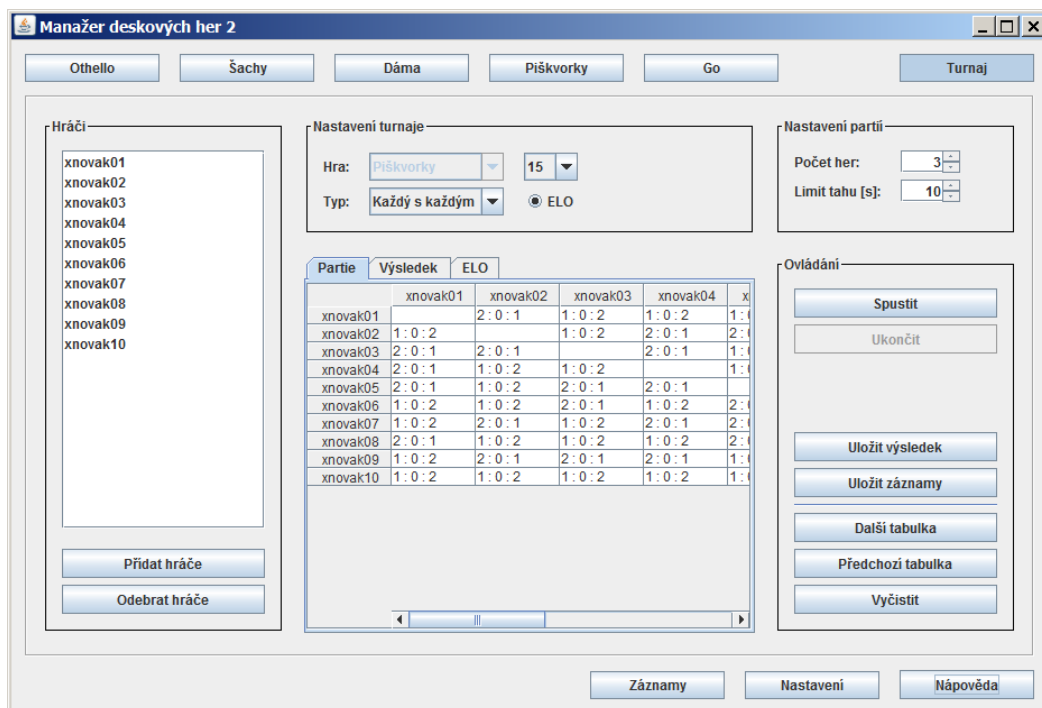 Manažer deskových her 2
Othello Šachy Dáma Piškvorky Go Turnaj
Hráči
xnovak01
xnovak02
xnovak03
xnovak04
xnovak05
xnovak06
xnovak07
xnovak08
xnovak09
xnovak10
Přidat hráče
Odebrat hráče
Nastavení turnaje
Hra: Piškvorky 15
Typ: Každý s každým ELO
Partie Výsledek ELO
xnovak01 xnovak02 xnovak03 xnovak04
xnovak01 2 : 0 : 1 1 : 0 : 2 1 : 0 : 2
xnovak02 1 : 0 : 2 1 : 0 : 2 2 : 0 : 1
xnovak03 2 : 0 : 1 2 : 0 : 1 2 : 0 : 1
xnovak04 2 : 0 : 1 1 : 0 : 2 1 : 0 : 2
xnovak05 2 : 0 : 1 1 : 0 : 2 2 : 0 : 1 2 : 0 : 1
xnovak06 1 : 0 : 2 1 : 0 : 2 2 : 0 : 1 1 : 0 : 2
xnovak07 1 : 0 : 2 2 : 0 : 1 1 : 0 : 2 2 : 0 : 1
xnovak08 2 : 0 : 1 1 : 0 : 2 1 : 0 : 2 1 : 0 : 2
xnovak09 1 : 0 : 2 2 : 0 : 1 2 : 0 : 1 2 : 0 : 1
xnovak10 1 : 0 : 2 1 : 0 : 2 1 : 0 : 2 1 : 0 : 2
Nastavení partií
Počet her: 3
Limit tahu [s]: 10
Ovládání
Spustit
Ukončit
Uložit výsledek
Uložit záznamy
Další tabulka
Předchozí tabulka
Vyčistit
Záznamy Nastavení Nápověda